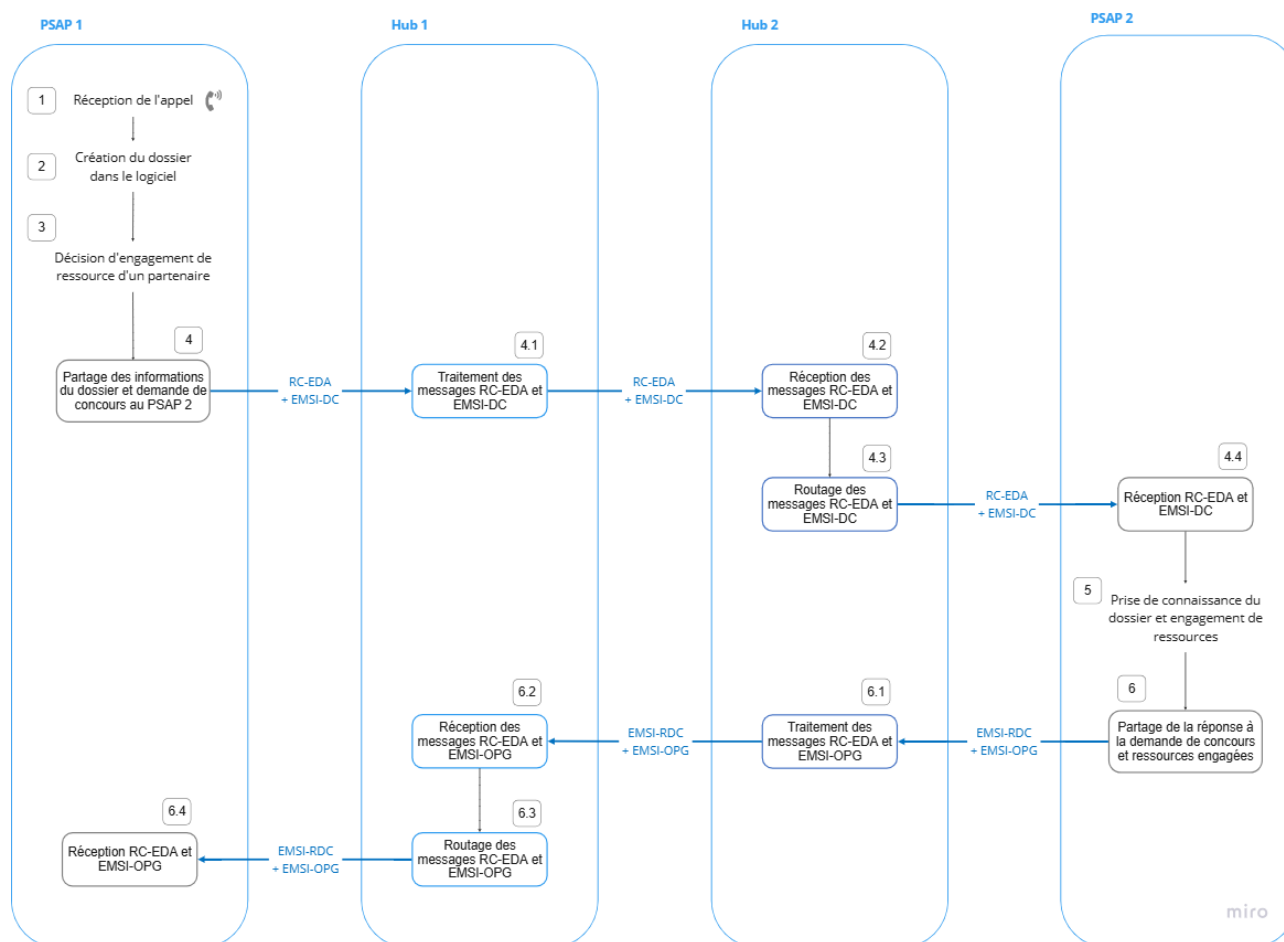 PSAP 1
Hub 1
Hub 2
PSAP 2
1
Réception de l'appel
2
Création du dossier
dans le logiciel
3
Décision d'engagement de
ressource d'un partenaire
4
Partage des informations
du dossier et demande de
concours au PSAP 2
RC-EDA
+ EMSI-DC
4.1
Traitement des
messages RC-EDA et
EMSI-DC
RC-EDA
+ EMSI-DC
4.2
Réception des
messages RC-EDA et
EMSI-DC
4.3
Routage des
messages RC-EDA et
EMSI-DC
RC-EDA
+ EMSI-DC
4.4
Réception RC-EDA et
EMSI-DC
5
Prise de connaissance du
dossier et engagement de
ressources
6
Partage de la réponse à
la demande de concours
et ressources engagées
EMSI-RDC
+ EMSI-OPG
6.1
Traitement des
messages RC-EDA et
EMSI-OPG
EMSI-RDC
+ EMSI-OPG
6.2
Réception des
messages RC-EDA et
EMSI-OPG
6.3
Routage des
messages RC-EDA et
EMSI-OPG
EMSI-RDC
+ EMSI-OPG
6.4
Réception RC-EDA et
EMSI-OPG
miro